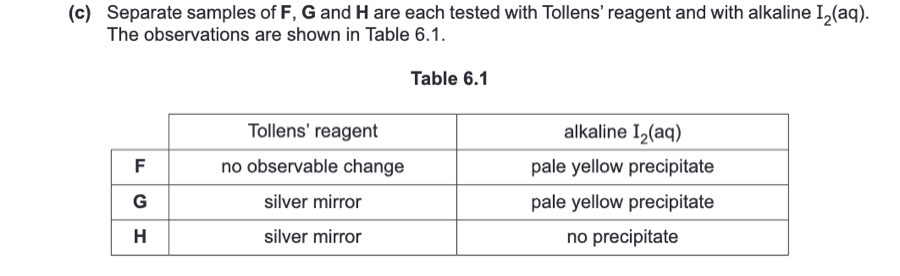 (c) Separate samples of F, G and H are each tested with Tollens’ reagent and with alkaline I₂(aq).
The observations are shown in Table 6.1.
Table 6.1
Tollens’ reagent alkaline I₂(aq)
F no observable change pale yellow precipitate
G silver mirror pale yellow precipitate
H silver mirror no precipitate